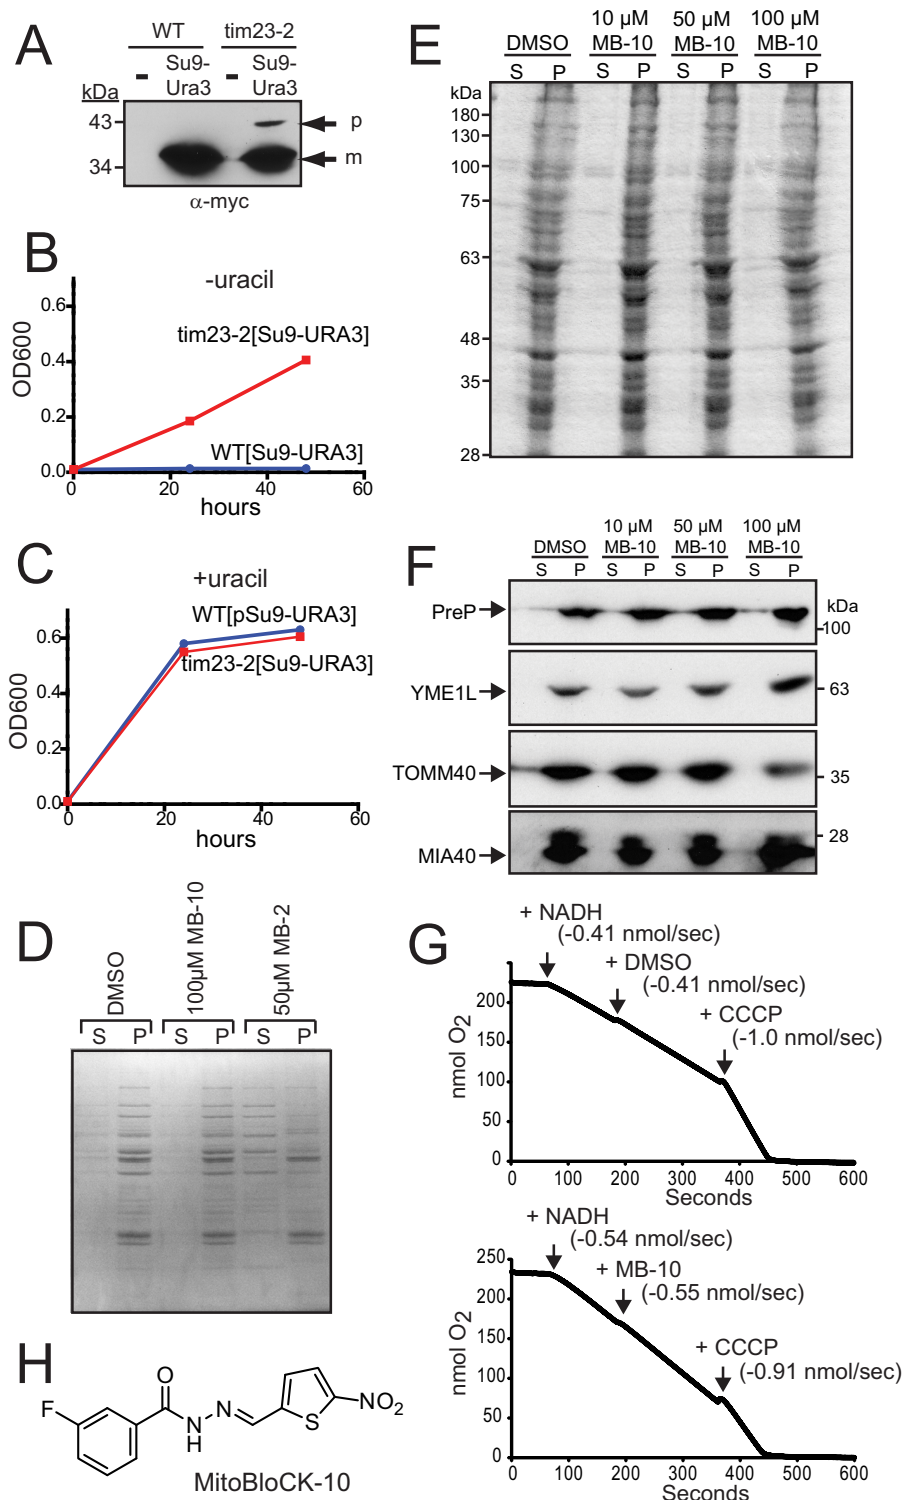 A
WT tim23-2
- Su9-Ura3 - Su9-Ura3
kDa
43
34
p
m
α-myc
B
-uracil
OD600
0.6
0.4
0.2
0.0
tim23-2[Su9-URA3]
WT[Su9-URA3]
0 20 40 60
hours
C
+uracil
OD600
0.6
0.4
0.2
0.0
WT[pSu9-URA3]
tim23-2[Su9-URA3]
0 20 40 60
hours
D
DMSO
100µM MB-10
50µM MB-2
S P S P S P
E
DMSO
10 µM MB-10
50 µM MB-10
100 µM MB-10
S P S P S P S P
kDa
180
130
100
75
63
48
35
28
F
DMSO
10 µM MB-10
50 µM MB-10
100 µM MB-10
S P S P S P S P
PreP
YME1L
TOMM40
MIA40
kDa
100
63
35
28
G
+ NADH
(-0.41 nmol/sec)
+ DMSO
(-0.41 nmol/sec)
+ CCCP
(-1.0 nmol/sec)
nmol O2
200
150
100
50
0
0 100 200 300 400 500 600
Seconds
+ NADH
(-0.54 nmol/sec)
+ MB-10
(-0.55 nmol/sec)
+ CCCP
(-0.91 nmol/sec)
nmol O2
250
200
150
100
50
0
0 100 200 300 400 500 600
Seconds
H
F
O
N
H
N
S
NO2
MitoBloCK-10